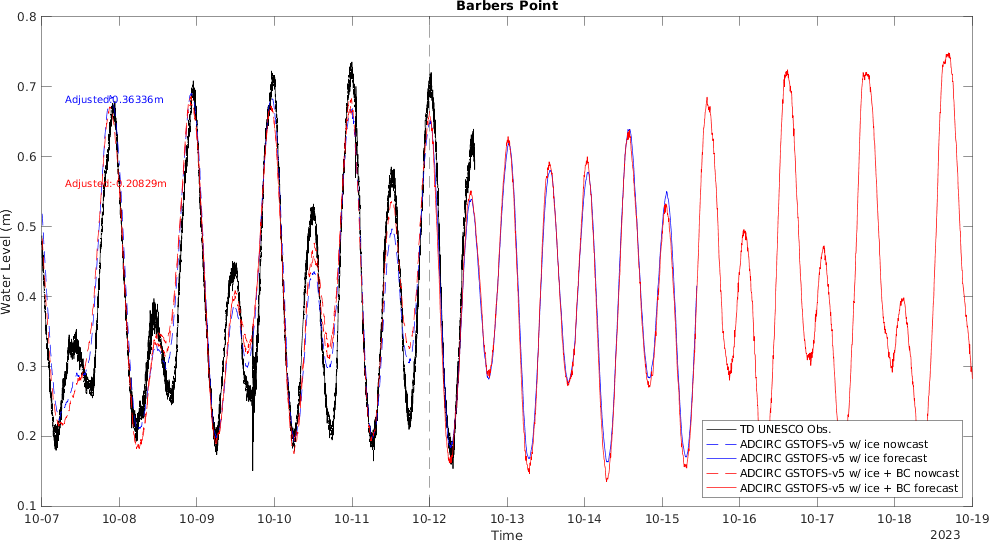 Barbers Point
Water Level (m)
0.8
0.7
0.6
0.5
0.4
0.3
0.2
0.1
Adjusted:0.36336m
Adjusted:-0.20829m
TD UNESCO Obs.
ADCIRC GSTOFS-v5 w/ ice nowcast
ADCIRC GSTOFS-v5 w/ ice forecast
ADCIRC GSTOFS-v5 w/ ice + BC nowcast
ADCIRC GSTOFS-v5 w/ ice + BC forecast
10-07 10-08 10-09 10-10 10-11 10-12 10-13 10-14 10-15 10-16 10-17 10-18 10-19
Time
2023